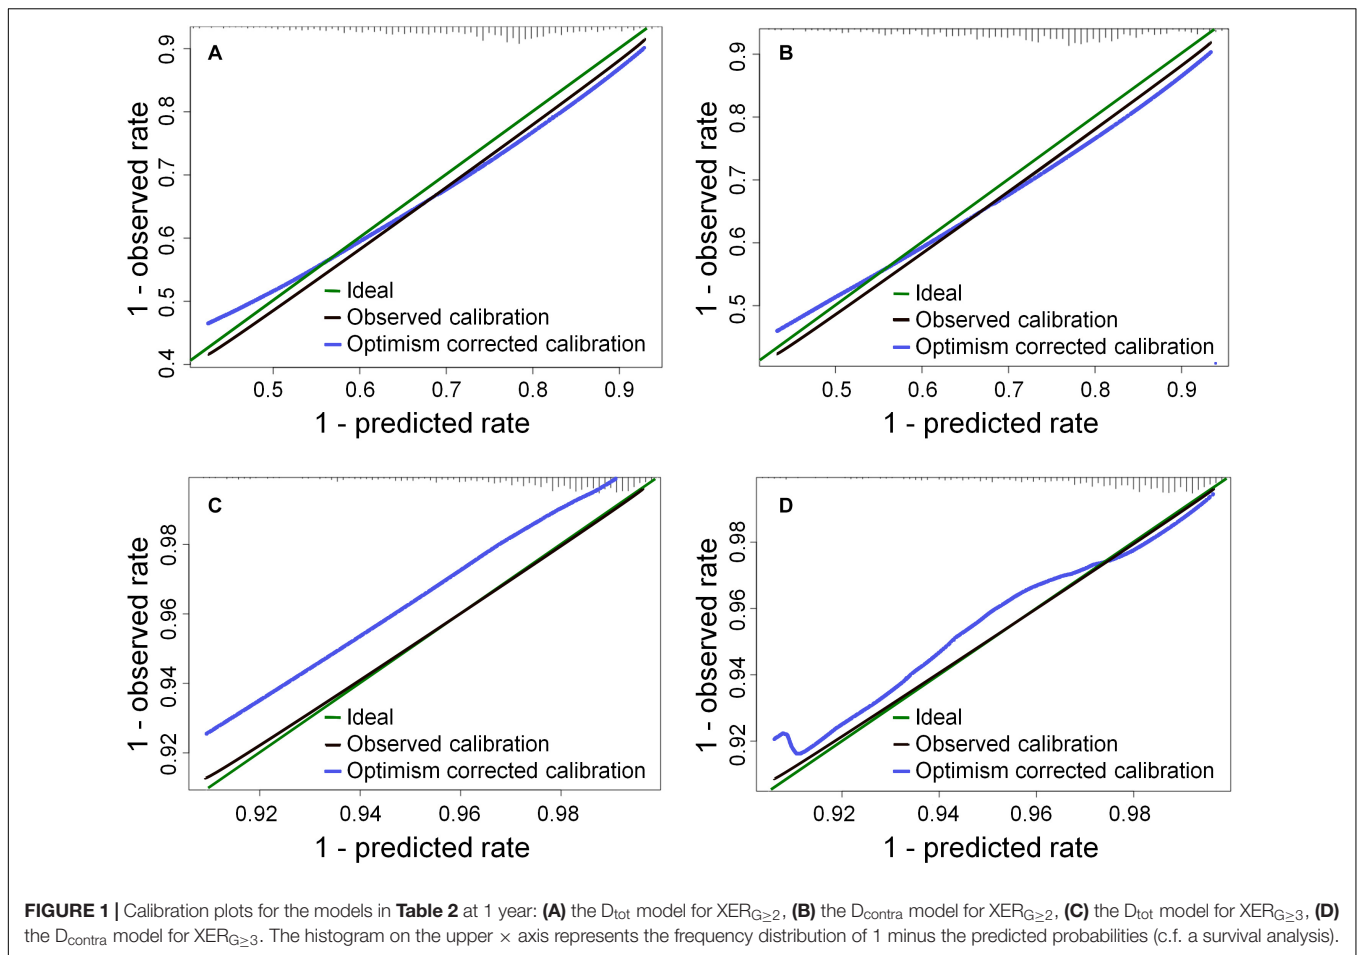 A
1 - observed rate
0.9
0.8
0.7
0.6
0.5
0.4
Ideal
Observed calibration
Optimism corrected calibration
0.5 0.6 0.7 0.8 0.9
1 - predicted rate
B
1 - observed rate
0.9
0.8
0.7
0.6
0.5
Ideal
Observed calibration
Optimism corrected calibration
0.5 0.6 0.7 0.8 0.9
1 - predicted rate
C
1 - observed rate
0.98
0.96
0.94
0.92
Ideal
Observed calibration
Optimism corrected calibration
0.92 0.94 0.96 0.98
1 - predicted rate
D
1 - observed rate
0.98
0.96
0.94
0.92
Ideal
Observed calibration
Optimism corrected calibration
0.92 0.94 0.96 0.98
1 - predicted rate
FIGURE 1 | Calibration plots for the models in Table 2 at 1 year: (A) the Dtot model for XERG≥2, (B) the Dcontra model for XERG≥2, (C) the Dtot model for XERG≥3, (D)
the Dcontra model for XERG≥3. The histogram on the upper × axis represents the frequency distribution of 1 minus the predicted probabilities (c.f. a survival analysis).